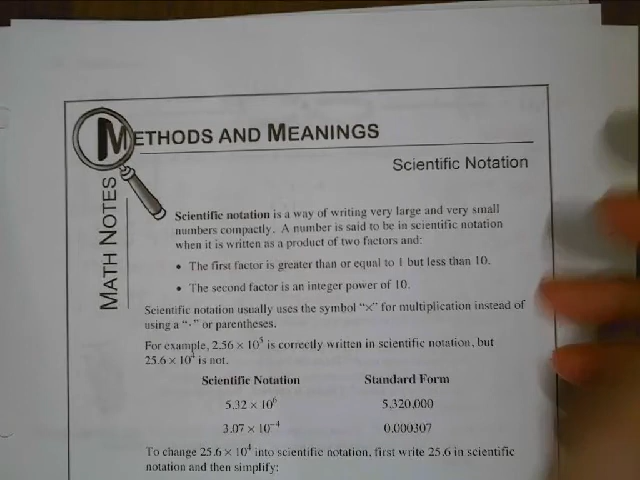 METHODS AND MEANINGS
MATH NOTES
Scientific Notation
Scientific notation is a way of writing very large and very small
numbers compactly. A number is said to be in scientific notation
when it is written as a product of two factors and:
• The first factor is greater than or equal to 1 but less than 10.
• The second factor is an integer power of 10.
Scientific notation usually uses the symbol "×" for multiplication instead of
using a "·" or parentheses.
For example, 2.56 × 10⁵ is correctly written in scientific notation, but
25.6 × 10⁴ is not.
Scientific Notation Standard Form
5.32 × 10⁶ 5,320,000
3.07 × 10⁻⁴ 0.000307
To change 25.6 × 10⁴ into scientific notation, first write 25.6 in scientific
notation and then simplify: